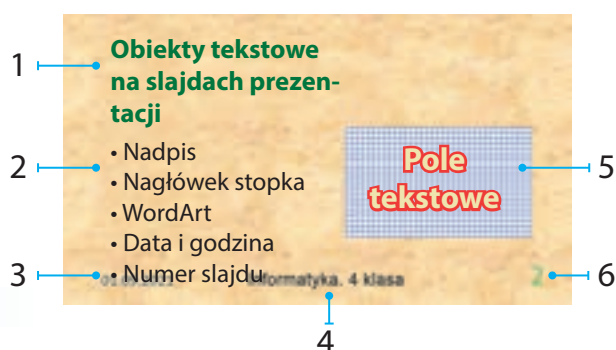 1
Obiekty tekstowe
na slajdach prezen-
tacji
2
• Nadpis
• Nagłówek stopka
• WordArt
• Data i godzina
3
• Numer slajdu
Informatyka. 4 klasa
2
Pole
tekstowe
5
6
4